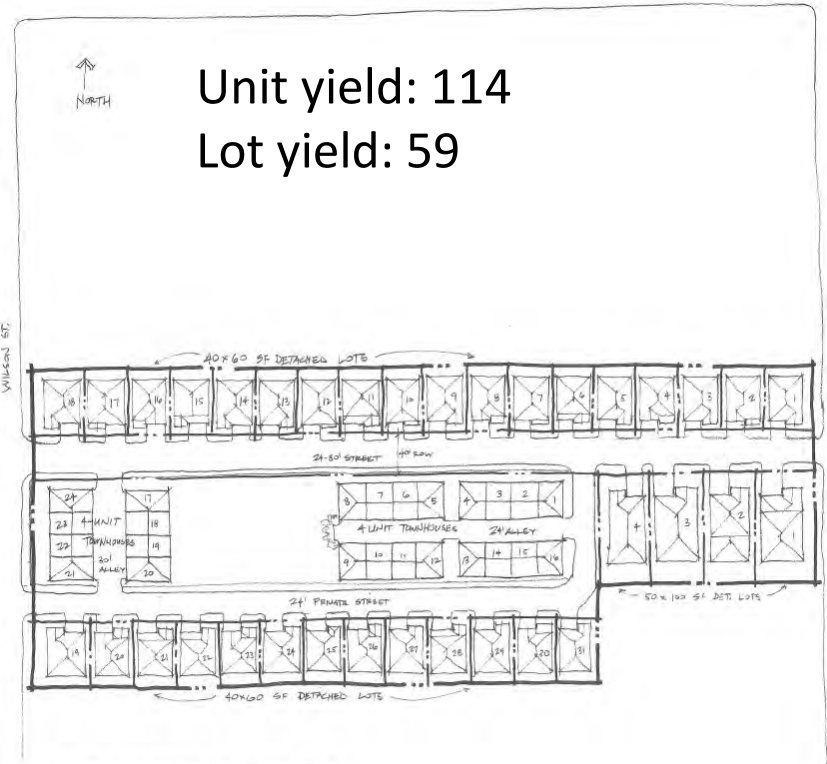 Unit yield: 114
Lot yield: 59
NORTH
WILSON ST.
40×60 SF DETACHED LOTS
18 17 16 15 14 13 12 11 10 9 8 7 6 5 4 3 2 1
24-30' STREET 40' ROW
24 17
23 4-UNIT 18
22 TOWNHOUSES 19
30' ALLEY
21 20
8 7 6 5 4 3 2 1
4 UNIT TOWNHOUSES 24' ALLEY
9 10 11 12 13 14 15 16
4 3 2 1
24' PRIVATE STREET
50×100 SF DET. LOTS
19 20 21 22 23 24 25 26 27 28 29 30 31
40×60 SF DETACHED LOTS